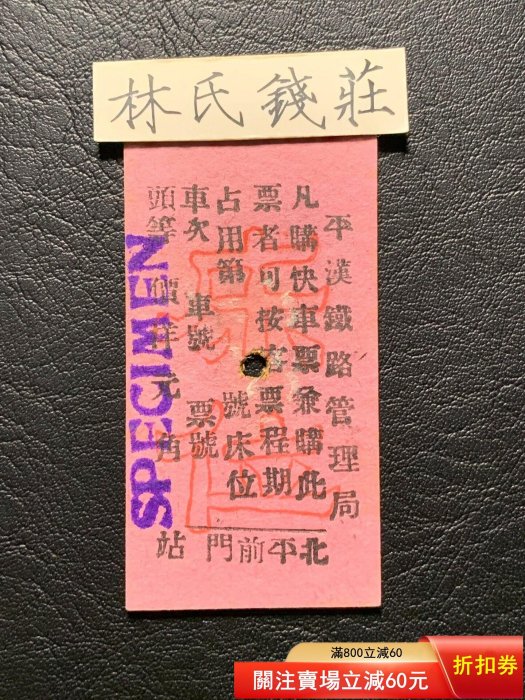 林氏錢莊
平漢鐵路管理局
凡購快車票兼購此
票者可按客票程期
占用第 號床位
車次 車號 票號
頭等 價洋 元 角
北平前門 站
SPECIMEN
滿800立減60
關注賣場立減60元
折扣券